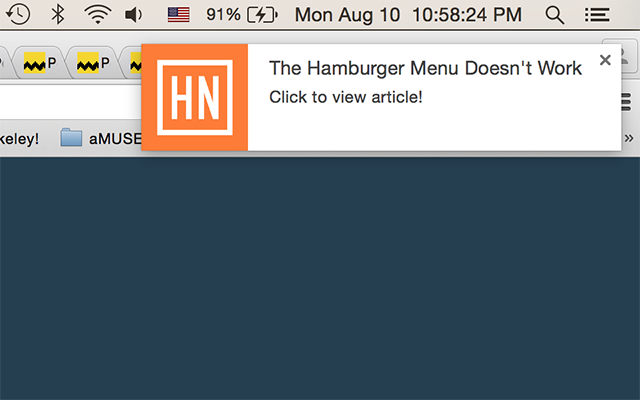 91% Mon Aug 10 10:58:24 PM
P
P
HN
The Hamburger Menu Doesn't Work
Click to view article!
keley!
aMUSE